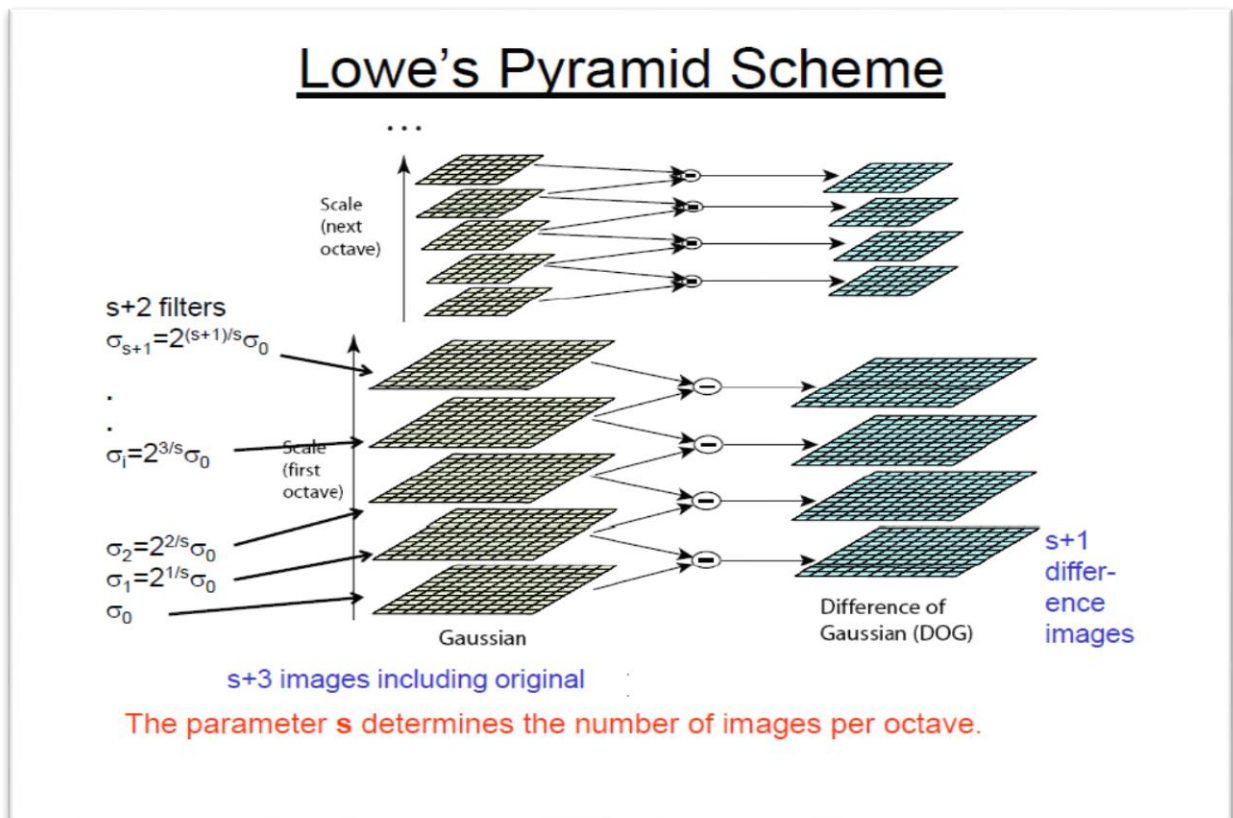 Lowe's Pyramid Scheme
...
Scale
(next
octave)
s+2 filters
σs+1=2(s+1)/sσ0
.
.
σi=23/sσ0
Scale
(first
octave)
σ2=22/sσ0
σ1=21/sσ0
σ0
Gaussian
Difference of
Gaussian (DOG)
s+1
differ-
ence
images
s+3 images including original
The parameter s determines the number of images per octave.